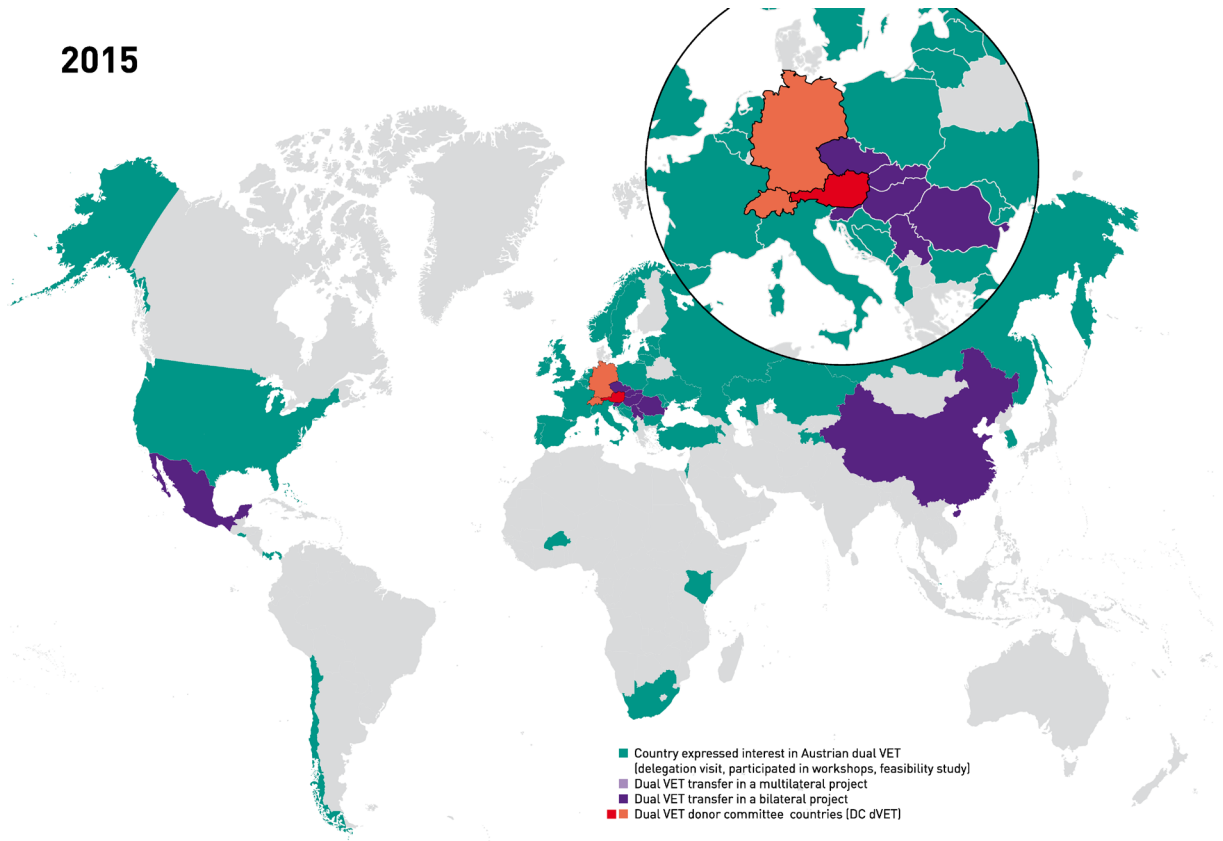 2015
Country expressed interest in Austrian dual VET
(delegation visit, participated in workshops, feasibility study)
Dual VET transfer in a multilateral project
Dual VET transfer in a bilateral project
Dual VET donor committee countries (DC dVET)